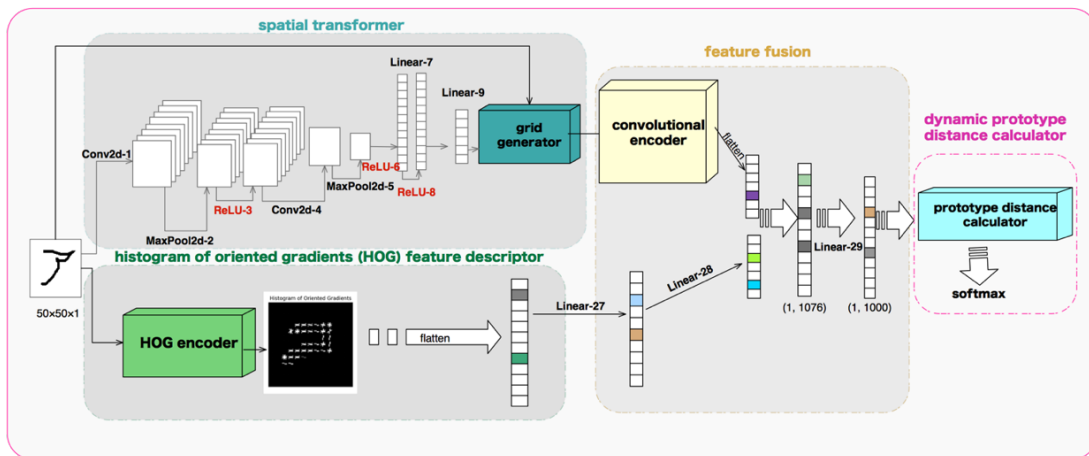 spatial transformer
Linear-7
Linear-9
Conv2d-1
grid
generator
ReLU-6
MaxPool2d-5
ReLU-8
ReLU-3
Conv2d-4
MaxPool2d-2
feature fusion
convolutional
encoder
flatten
dynamic prototype
distance calculator
prototype distance
calculator
softmax
Linear-29
Linear-28
(1, 1076)
(1, 1000)
histogram of oriented gradients (HOG) feature descriptor
50×50×1
HOG encoder
Histogram of Oriented Gradients
flatten
Linear-27